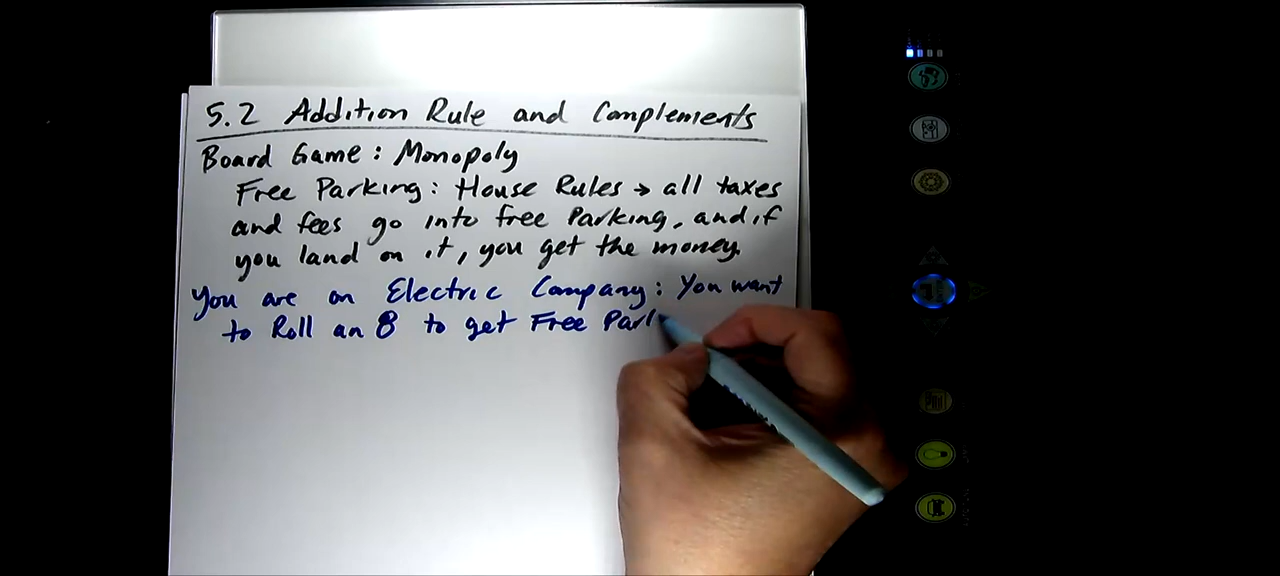 5.2 Addition Rule and Complements
Board Game: Monopoly
Free Parking: House Rules → all taxes
and fees go into free Parking, and if
you land on it, you get the money.
You are on Electric Company: You want
to Roll an 8 to get Free Park